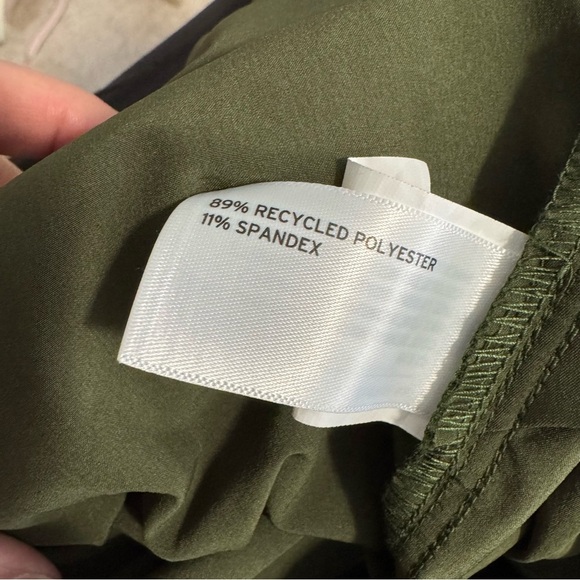 89% RECYCLED POLYESTER
11% SPANDEX